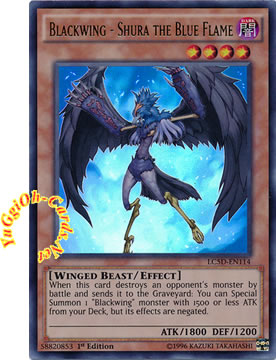 BLACKWING - SHURA THE BLUE FLAME
DARK
闇
YuGiOh-Cards.Net
LC5D-EN114
[WINGED BEAST/EFFECT]
When this card destroys an opponent's monster by
battle and sends it to the Graveyard: You can Special
Summon 1 "Blackwing" monster with 1500 or less ATK
from your Deck, but its effects are negated.
ATK/1800 DEF/1200
58820853 1st Edition ©1996 KAZUKI TAKAHASHI